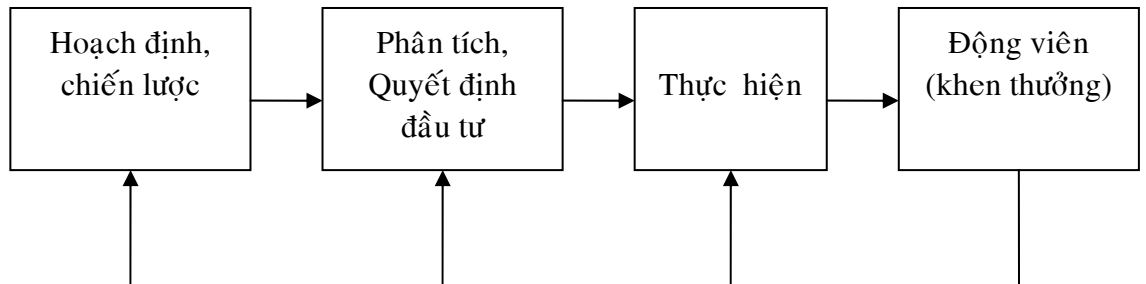 Hoạch định,
chiến lược
Phân tích,
Quyết định
đầu tư
Thực hiện
Động viên
(khen thưởng)